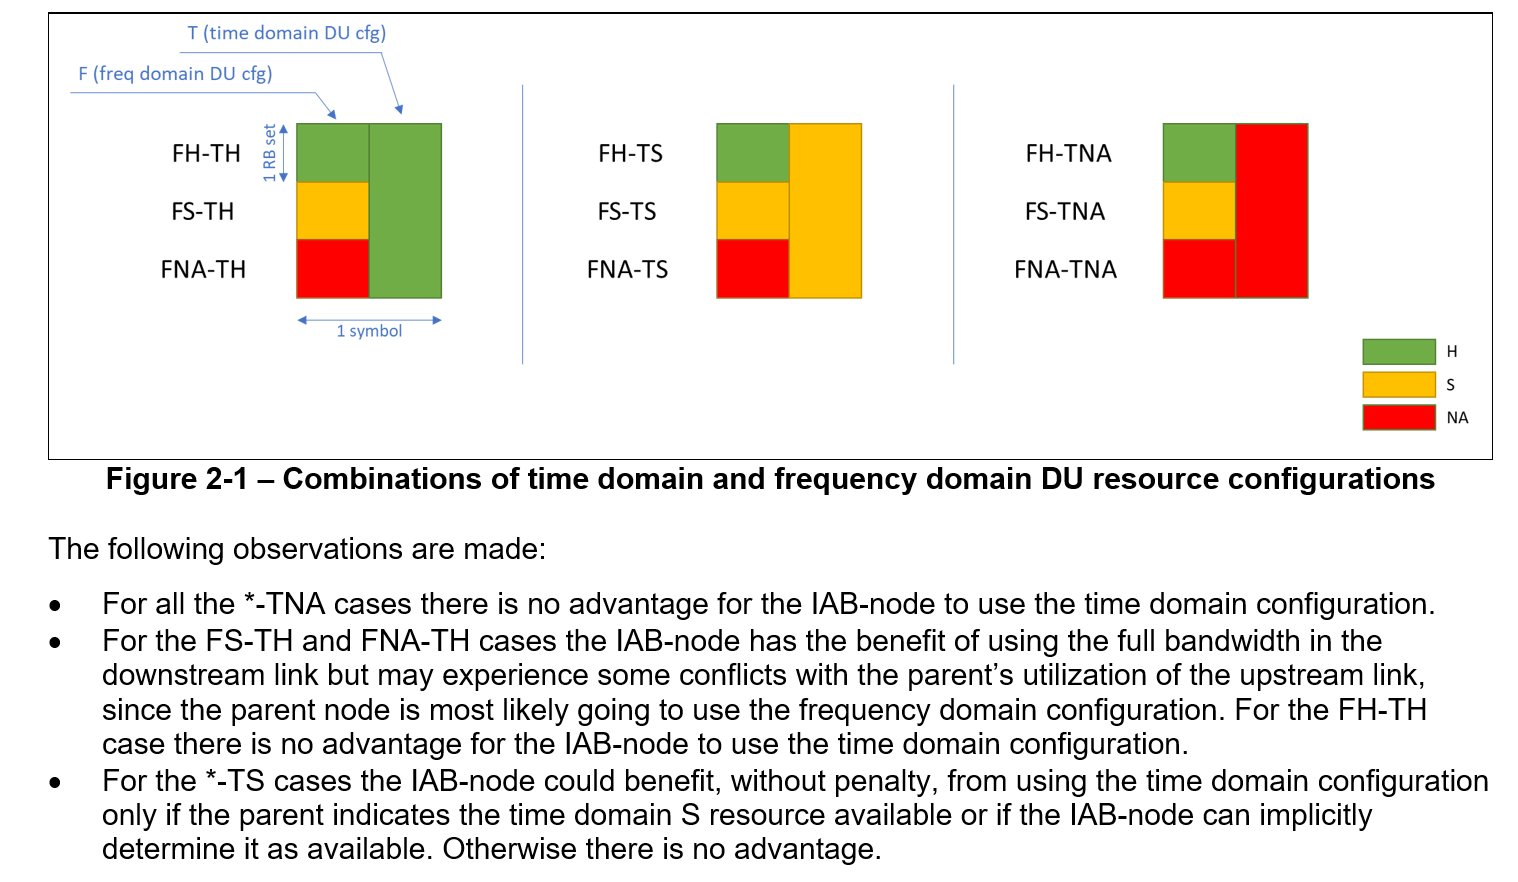 T (time domain DU cfg)
F (freq domain DU cfg)
1 RB set
FH-TH
FS-TH
FNA-TH
1 symbol
FH-TS
FS-TS
FNA-TS
FH-TNA
FS-TNA
FNA-TNA
H
S
NA
Figure 2-1 – Combinations of time domain and frequency domain DU resource configurations
The following observations are made:
• For all the *-TNA cases there is no advantage for the IAB-node to use the time domain configuration.
• For the FS-TH and FNA-TH cases the IAB-node has the benefit of using the full bandwidth in the
downstream link but may experience some conflicts with the parent’s utilization of the upstream link,
since the parent node is most likely going to use the frequency domain configuration. For the FH-TH
case there is no advantage for the IAB-node to use the time domain configuration.
• For the *-TS cases the IAB-node could benefit, without penalty, from using the time domain configuration
only if the parent indicates the time domain S resource available or if the IAB-node can implicitly
determine it as available. Otherwise there is no advantage.